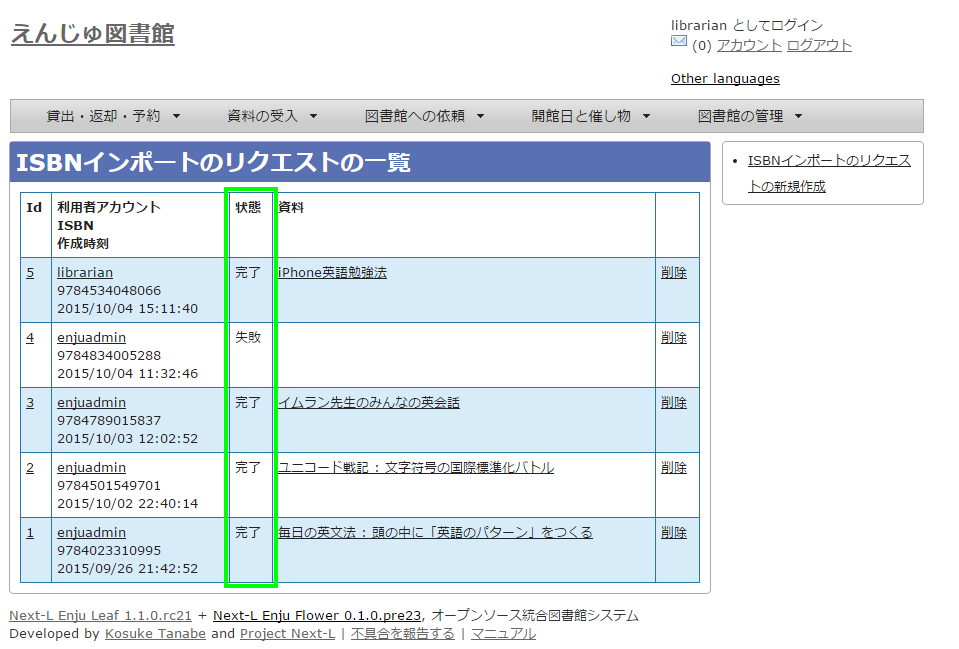 えんじゅ図書館
librarian としてログイン
(0) アカウント ログアウト
Other languages
貸出・返却・予約 ▼ 資料の受入 ▼ 図書館への依頼 ▼ 開館日と催し物 ▼ 図書館の管理 ▼
ISBNインポートのリクエストの一覧
• ISBNインポートのリクエス
トの新規作成
Id 利用者アカウント 状態 資料
ISBN
作成時刻
5 librarian 完了 iPhone英語勉強法 削除
9784534048066
2015/10/04 15:11:40
4 enjuadmin 失敗 削除
9784834005288
2015/10/04 11:32:46
3 enjuadmin 完了 イムラン先生のみんなの英会話 削除
9784789015837
2015/10/03 12:02:52
2 enjuadmin 完了 ユニコード戦記 : 文字符号の国際標準化バトル 削除
9784501549701
2015/10/02 22:40:14
1 enjuadmin 完了 毎日の英文法 : 頭の中に「英語のパターン」をつくる 削除
9784023310995
2015/09/26 21:42:52
Next-L Enju Leaf 1.1.0.rc21 + Next-L Enju Flower 0.1.0.pre23, オープンソース統合図書館システム
Developed by Kosuke Tanabe and Project Next-L | 不具合を報告する | マニュアル